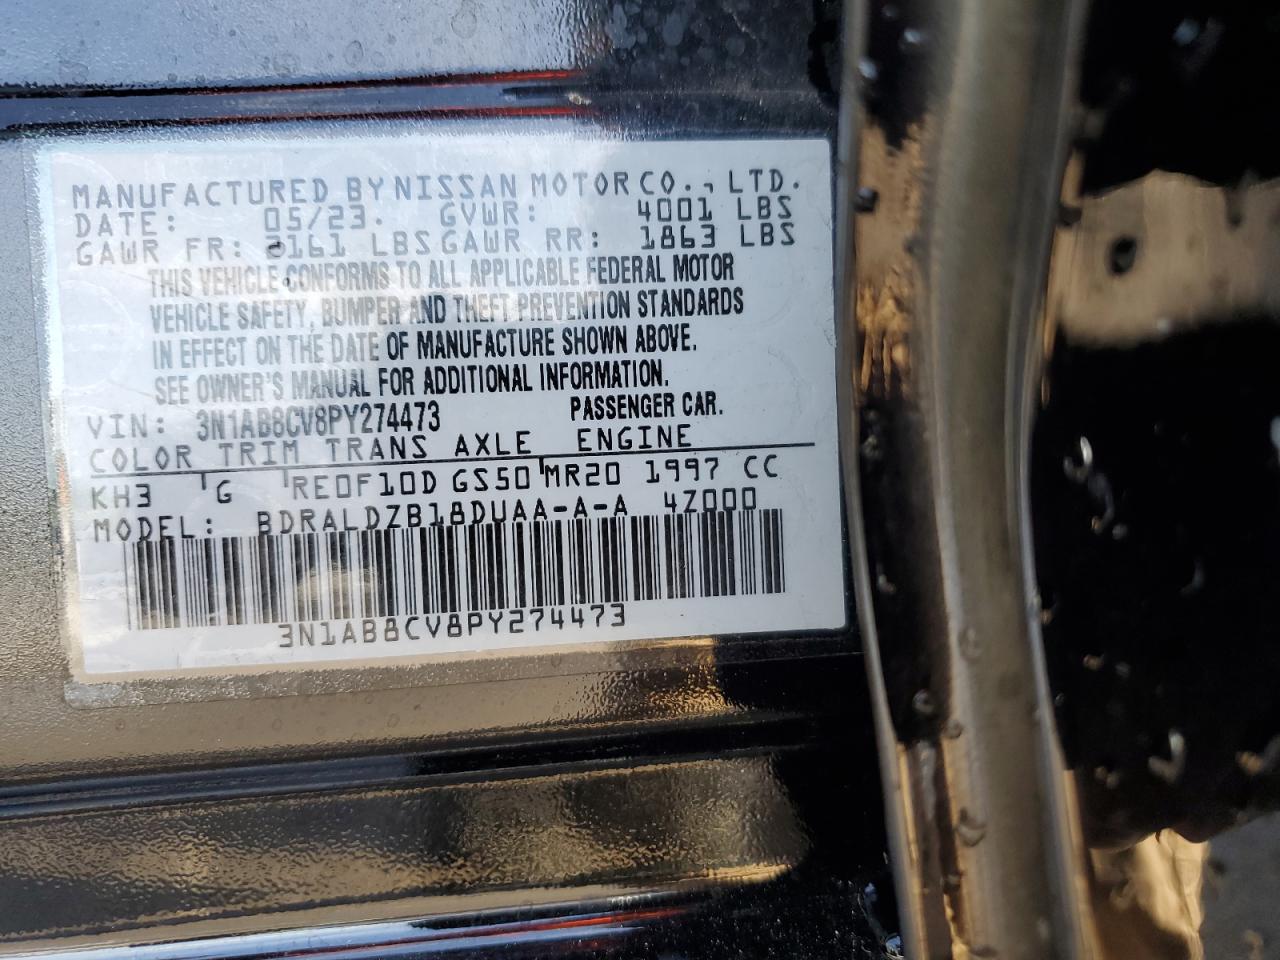 MANUFACTURED BY NISSAN MOTOR CO., LTD.
DATE: 05/23. GVWR: 4001 LBS
GAWR FR: 2161 LBS GAWR RR: 1863 LBS
THIS VEHICLE CONFORMS TO ALL APPLICABLE FEDERAL MOTOR
VEHICLE SAFETY, BUMPER AND THEFT PREVENTION STANDARDS
IN EFFECT ON THE DATE OF MANUFACTURE SHOWN ABOVE.
SEE OWNER'S MANUAL FOR ADDITIONAL INFORMATION.
VIN: 3N1AB8CV8PY274473 PASSENGER CAR.
COLOR TRIM TRANS AXLE ENGINE
KH3 G RE0F10D GS50 MR20 1997 CC
MODEL: BDRALDZB18DUAA-A-A 4Z000
3N1AB8CV8PY274473